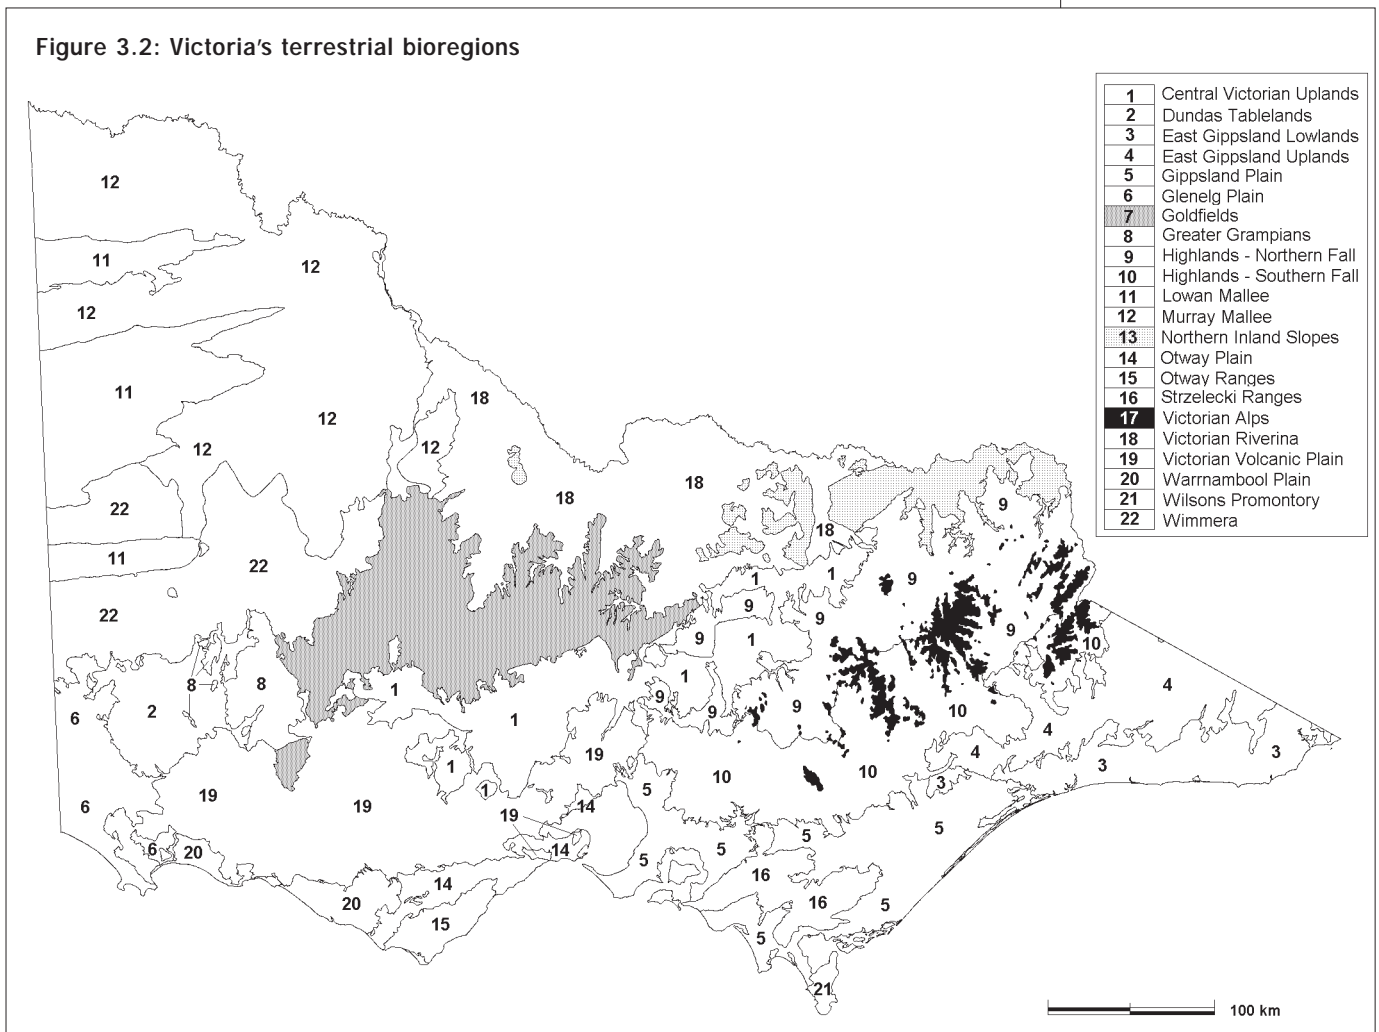 Figure 3.2: Victoria's terrestrial bioregions
1 Central Victorian Uplands
2 Dundas Tablelands
3 East Gippsland Lowlands
4 East Gippsland Uplands
5 Gippsland Plain
6 Glenelg Plain
7 Goldfields
8 Greater Grampians
9 Highlands - Northern Fall
10 Highlands - Southern Fall
11 Lowan Mallee
12 Murray Mallee
13 Northern Inland Slopes
14 Otway Plain
15 Otway Ranges
16 Strzelecki Ranges
17 Victorian Alps
18 Victorian Riverina
19 Victorian Volcanic Plain
20 Warrnambool Plain
21 Wilsons Promontory
22 Wimmera
12
11
12
12
11
12
18
12
12
18
18
22
9
18
11
22
1
1
9
22
9
9
9
9
1
10
8
8
1
1
4
2
6
9
9
9
10
1
4
19
4
3
1
10
10
3
5
1
3
19
19
6
14
19
5
5
5
6
20
14
5
16
14
20
16
5
15
5
21
100 km